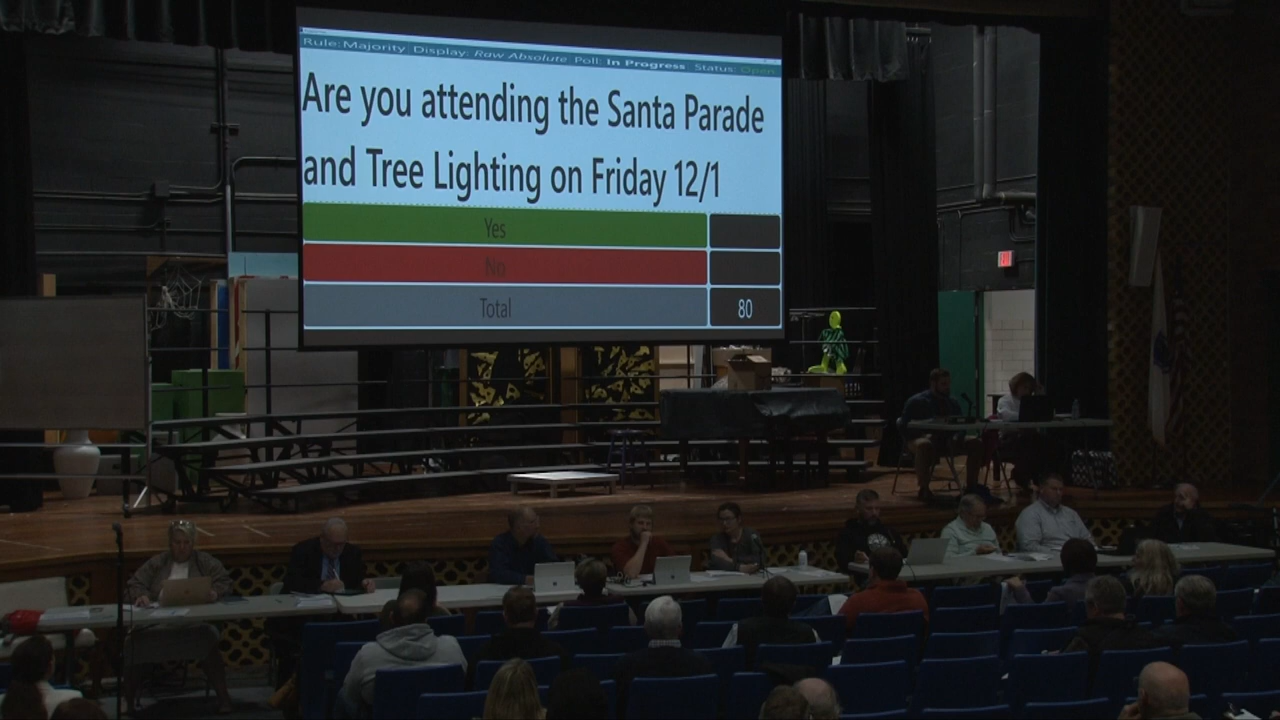 Rule: Majority Display: Raw Absolute Poll: In Progress Status: Open
Are you attending the Santa Parade
and Tree Lighting on Friday 12/1
Yes
No
Total 80